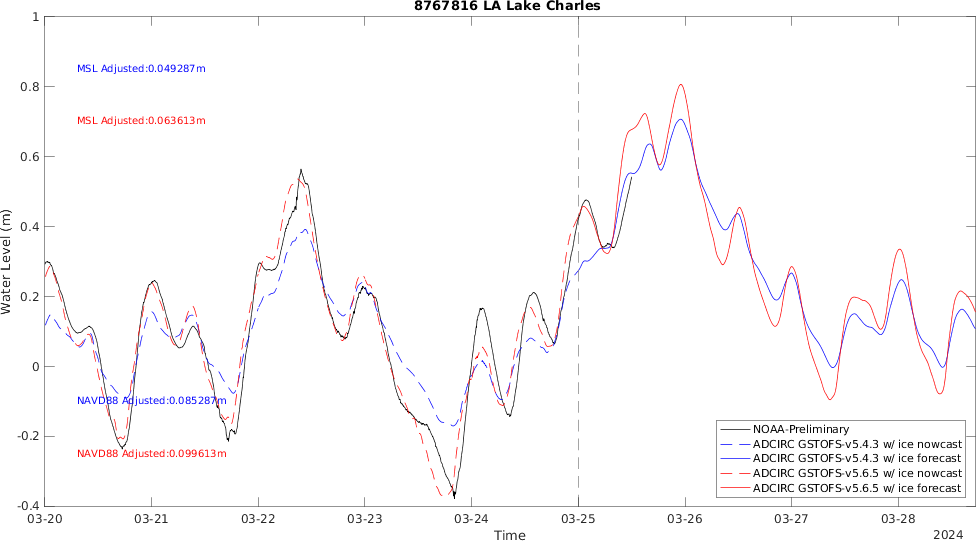 8767816 LA Lake Charles
1
0.8
0.6
0.4
0.2
0
-0.2
-0.4
Water Level (m)
MSL Adjusted:0.049287m
MSL Adjusted:0.063613m
NAVD88 Adjusted:0.085287m
NAVD88 Adjusted:0.099613m
NOAA-Preliminary
ADCIRC GSTOFS-v5.4.3 w/ ice nowcast
ADCIRC GSTOFS-v5.4.3 w/ ice forecast
ADCIRC GSTOFS-v5.6.5 w/ ice nowcast
ADCIRC GSTOFS-v5.6.5 w/ ice forecast
03-20 03-21 03-22 03-23 03-24 03-25 03-26 03-27 03-28
Time
2024